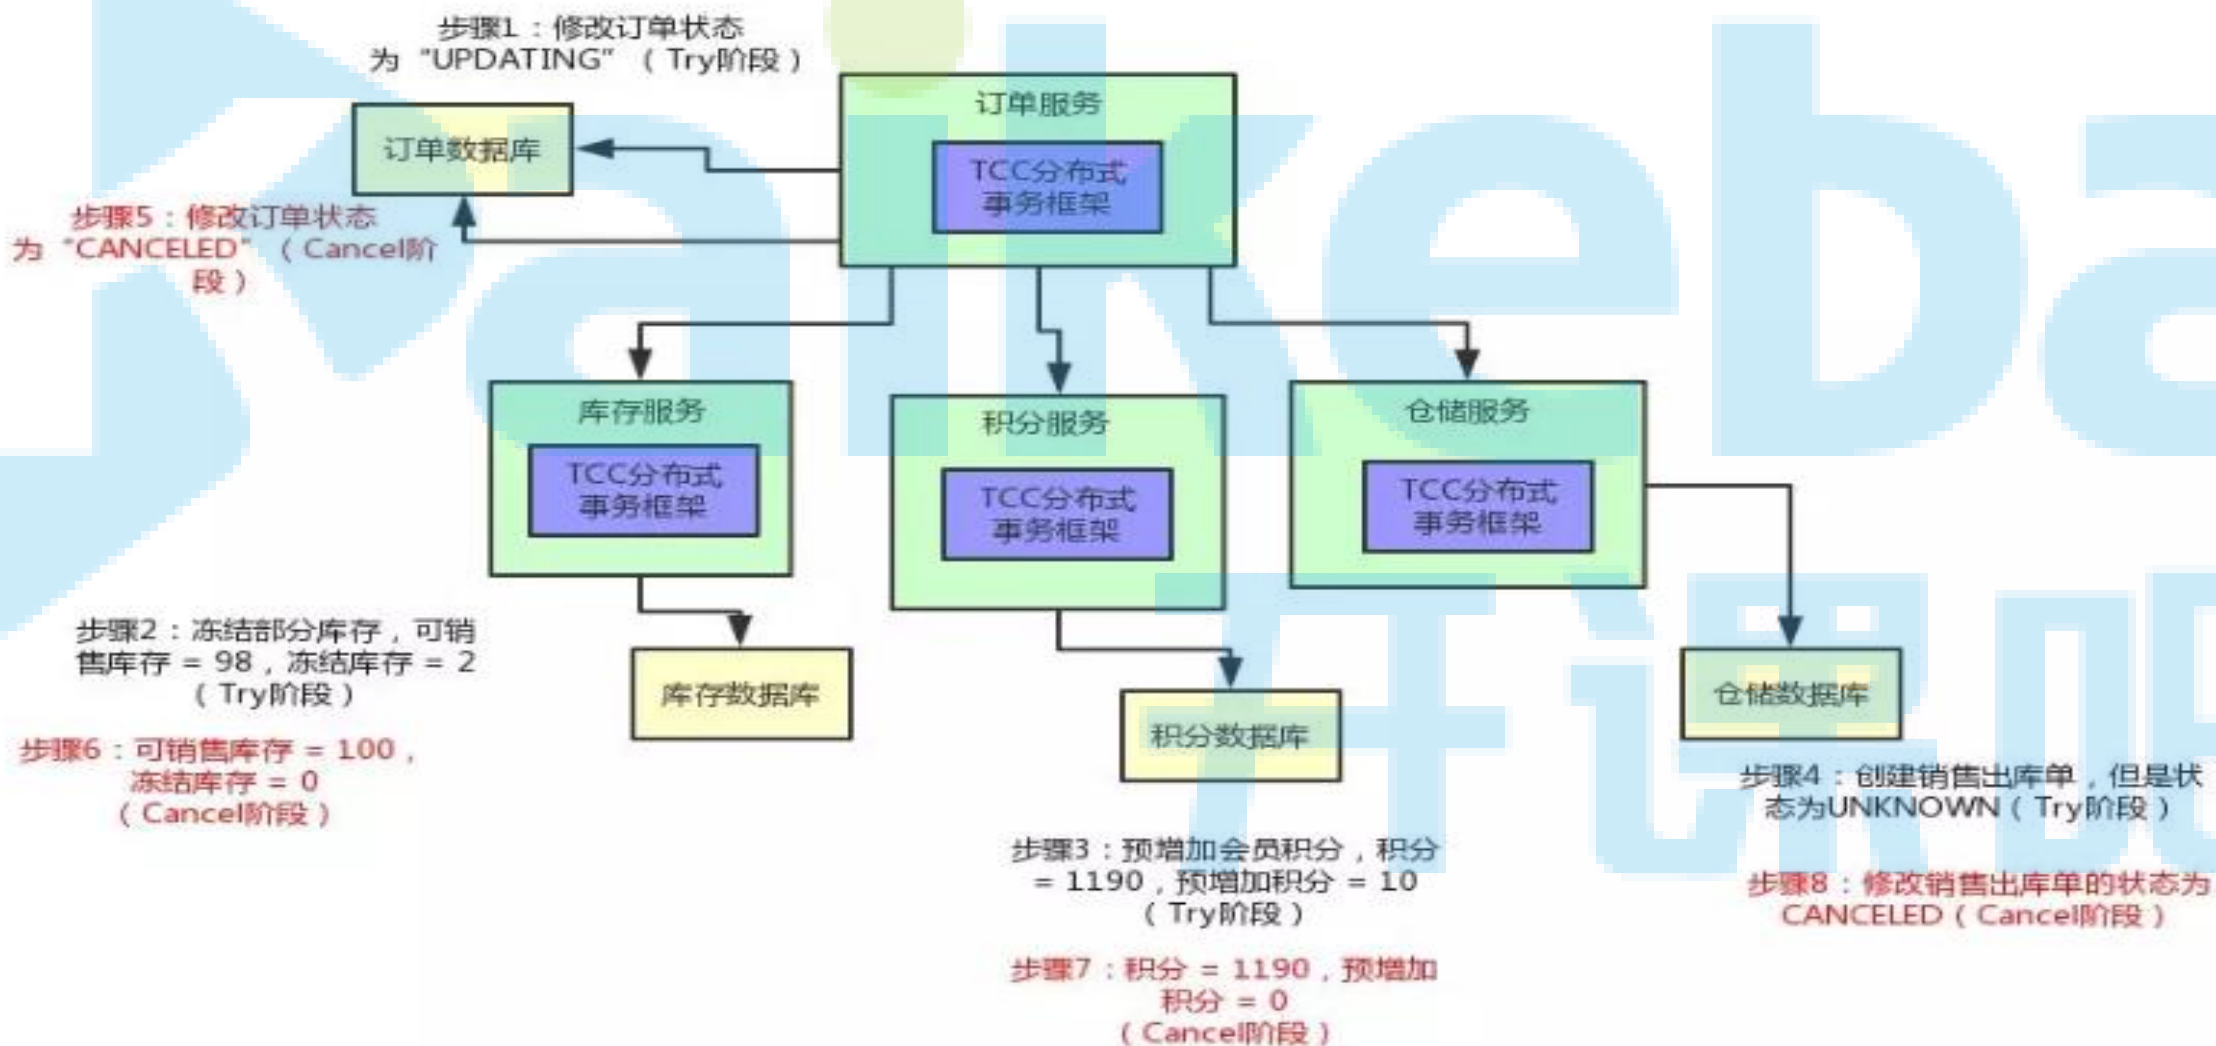 步骤1：修改订单状态
为“UPDATING”（Try阶段）
订单服务
TCC分布式
事务框架
订单数据库
步骤5：修改订单状态
为“CANCELED”（Cancel阶
段）
库存服务
TCC分布式
事务框架
积分服务
TCC分布式
事务框架
仓储服务
TCC分布式
事务框架
步骤2：冻结部分库存，可销
售库存 = 98，冻结库存 = 2
（Try阶段）
步骤6：可销售库存 = 100，
冻结库存 = 0
（Cancel阶段）
库存数据库
积分数据库
仓储数据库
步骤3：预增加会员积分，积分
= 1190，预增加积分 = 10
（Try阶段）
步骤7：积分 = 1190，预增加
积分 = 0
（Cancel阶段）
步骤4：创建销售出库单，但是状
态为UNKNOWN（Try阶段）
步骤8：修改销售出库单的状态为
CANCELED（Cancel阶段）
aikeba
开课吧